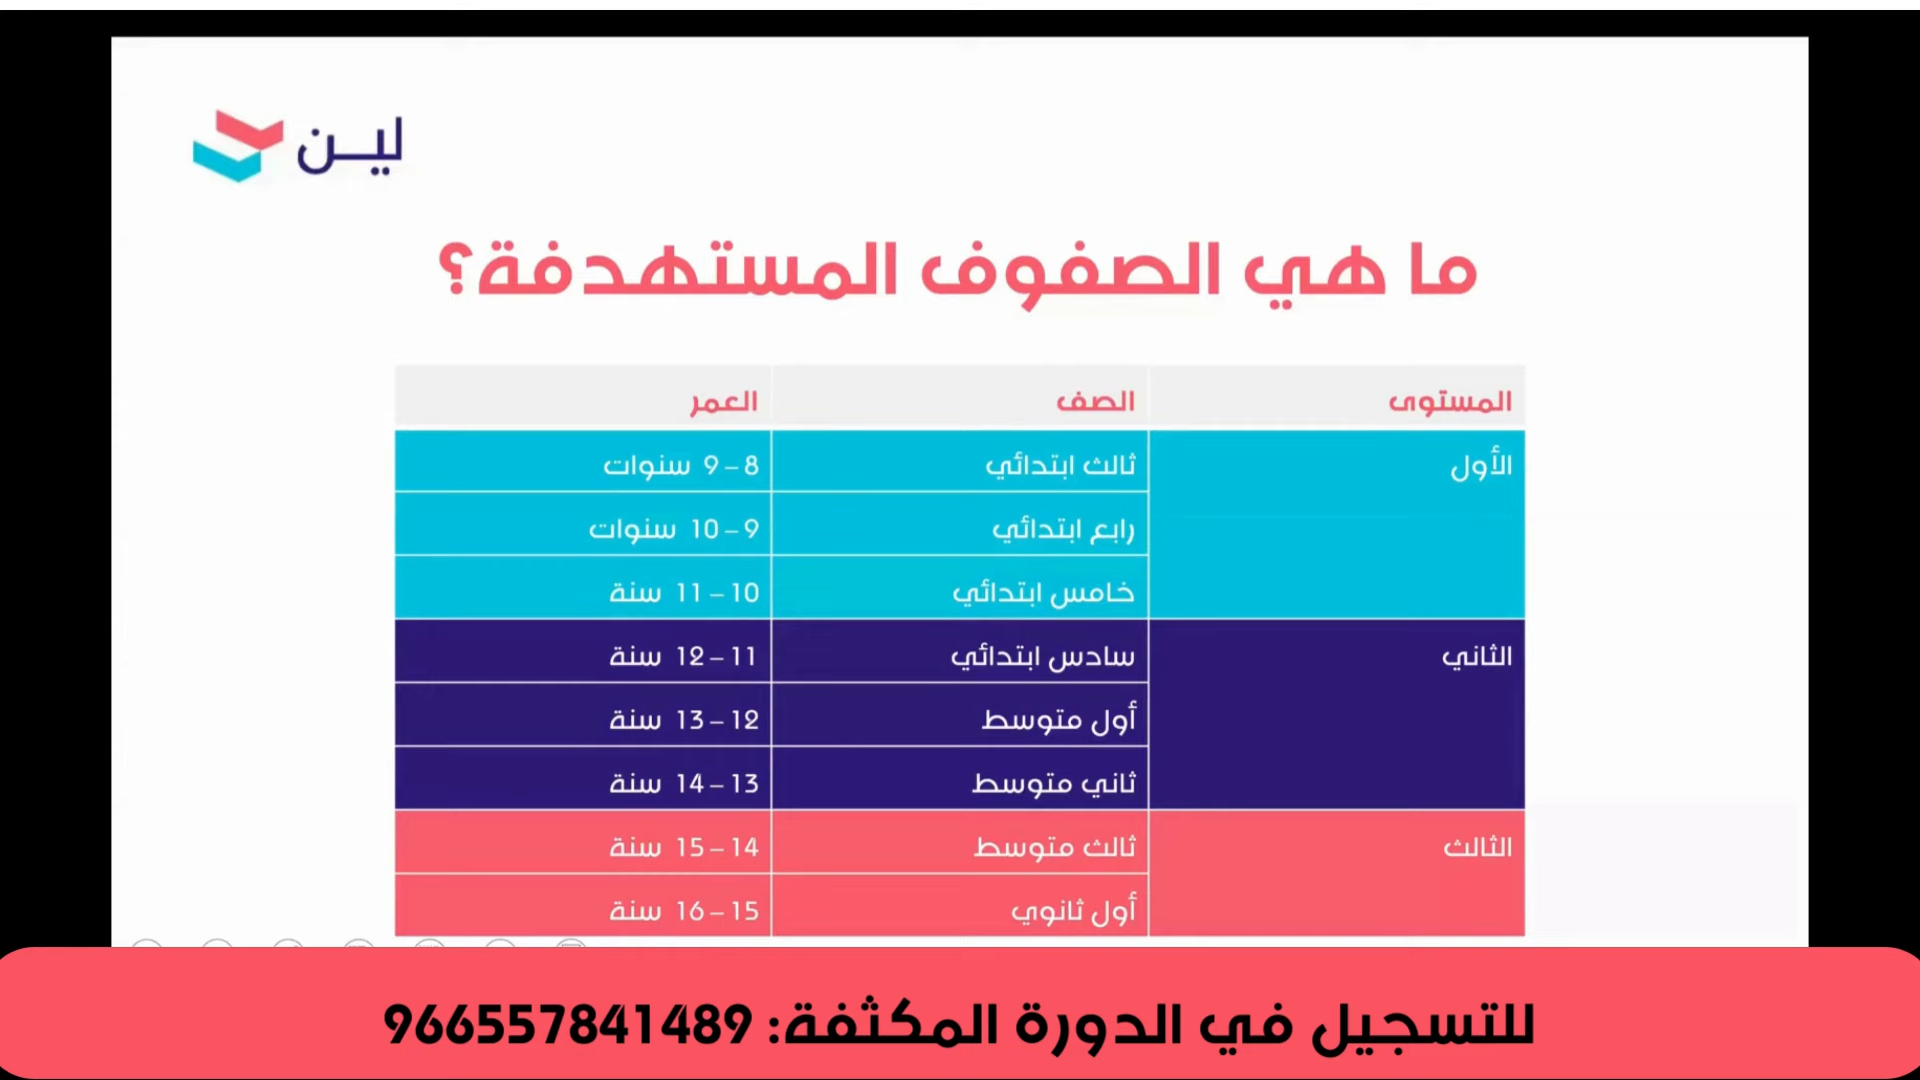 لين
ما هي الصفوف المستهدفة؟
المستوى الصف العمر
الأول ثالث ابتدائي 8 – 9 سنوات
رابع ابتدائي 9 – 10 سنوات
خامس ابتدائي 10 – 11 سنة
الثاني سادس ابتدائي 11 – 12 سنة
أول متوسط 12 – 13 سنة
ثاني متوسط 13 – 14 سنة
الثالث ثالث متوسط 14 – 15 سنة
أول ثانوي 15 – 16 سنة
للتسجيل في الدورة المكثفة: 966557841489